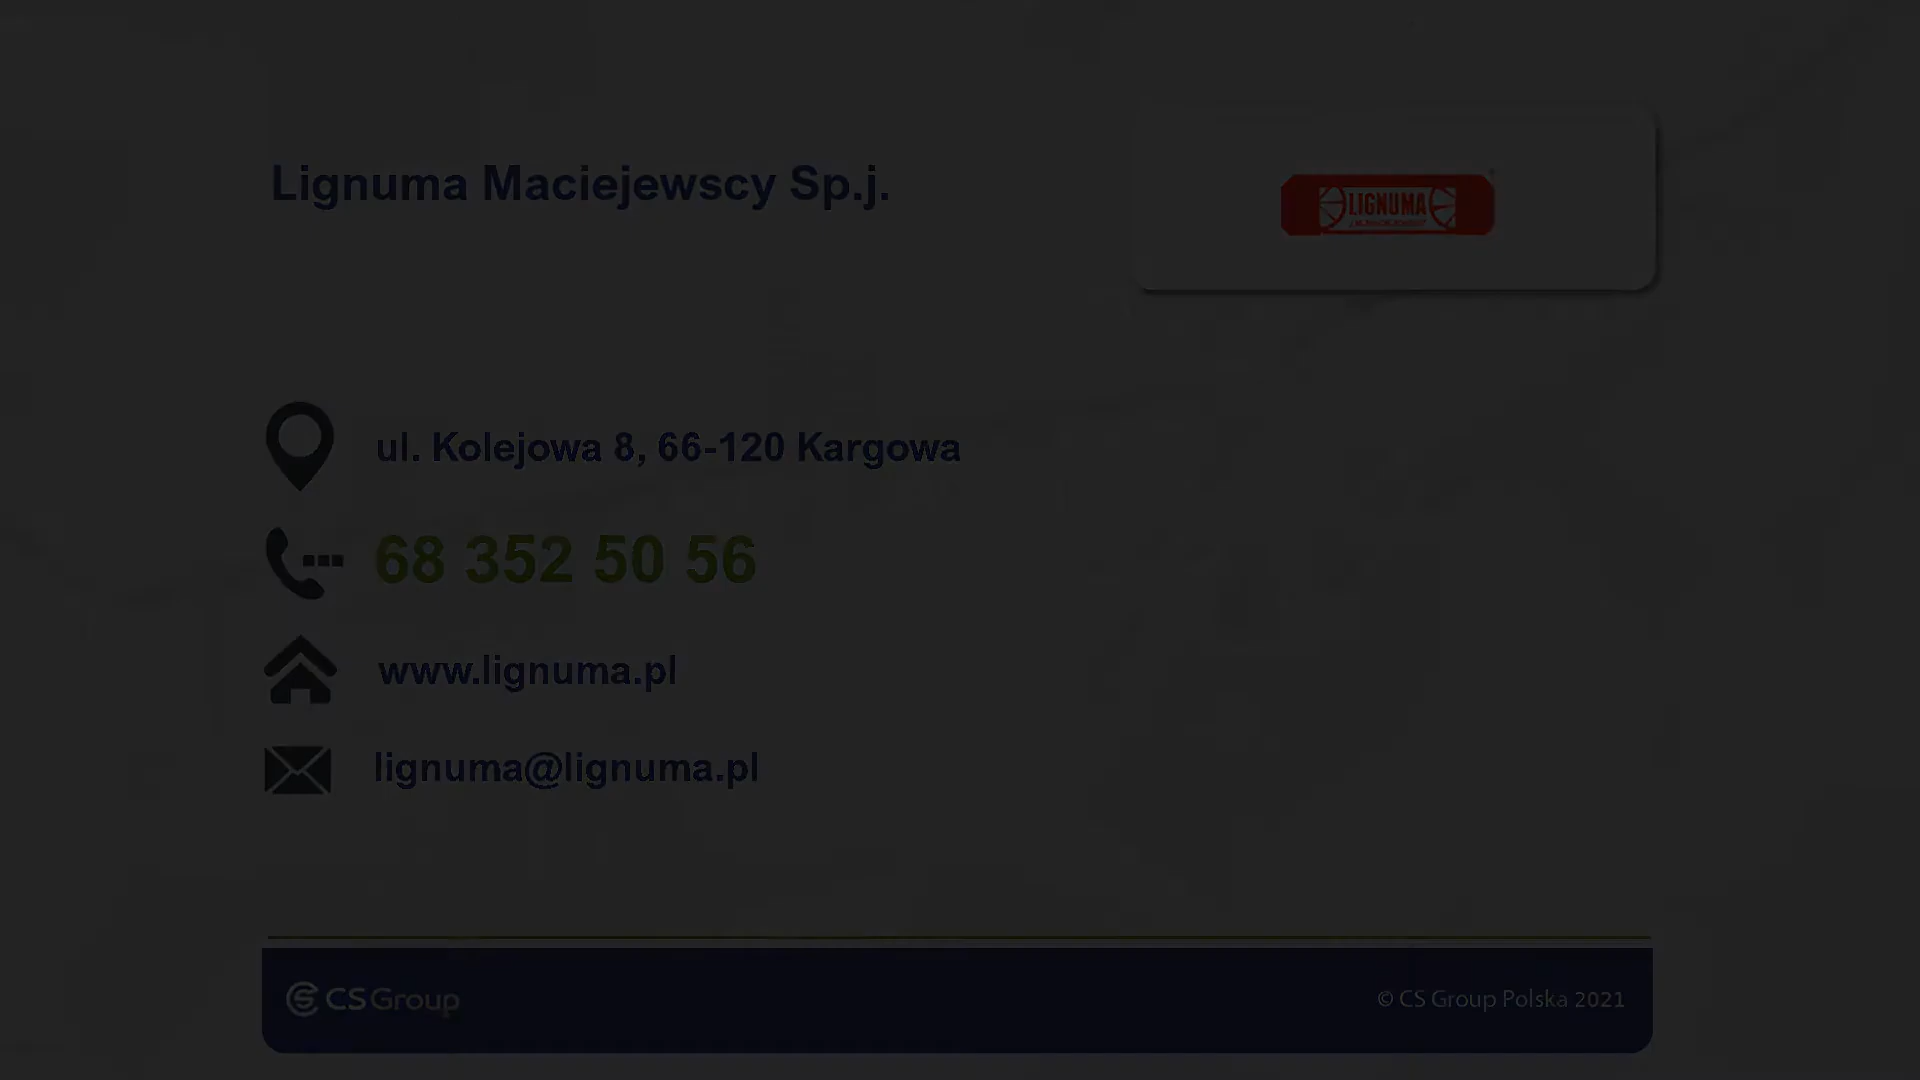 Lignuma Maciejewscy Sp.j.
LIGNUMA
ul. Kolejowa 8, 66-120 Kargowa
68 352 50 56
www.lignuma.pl
lignuma@lignuma.pl
CS Group
© CS Group Polska 2021